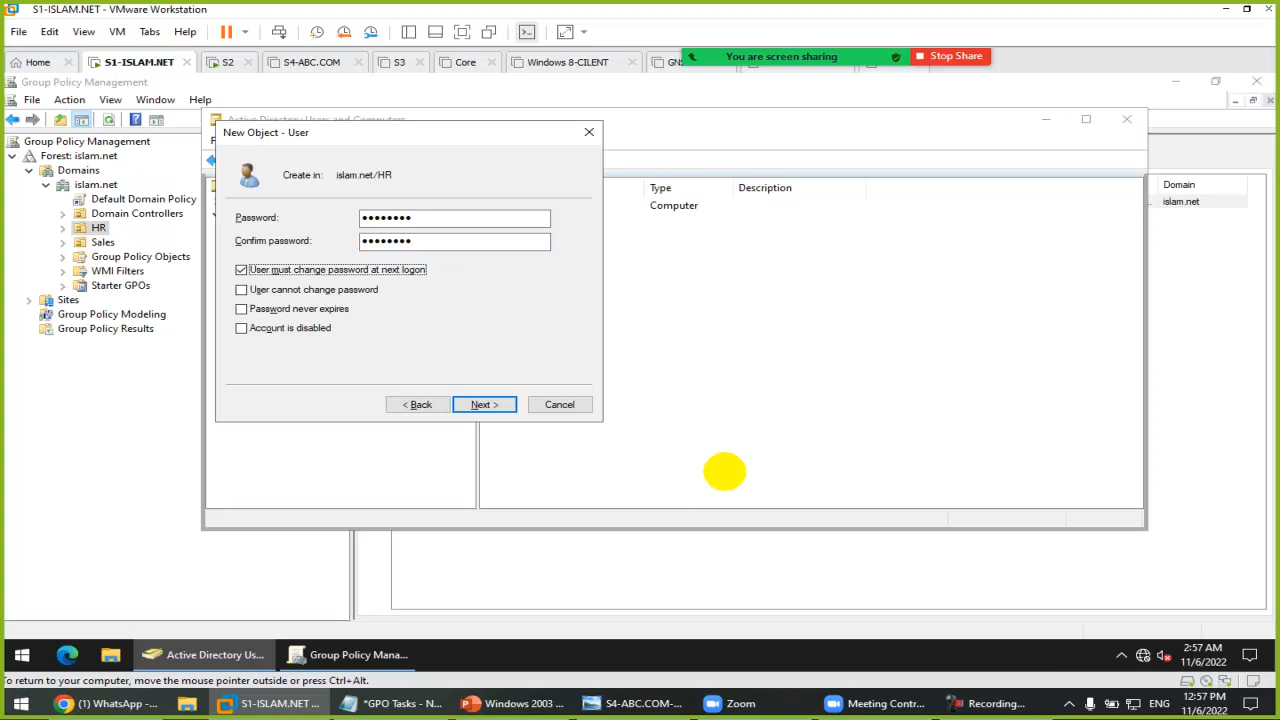 S1-ISLAM.NET - VMware Workstation
File Edit View VM Tabs Help
Home S1-ISLAM.NET S2 S4-ABC.COM S3 Core Windows 8-CILENT GNS
You are screen sharing Stop Share
Group Policy Management
File Action View Window Help
Active Directory Users and Computers
Group Policy Management
Forest: islam.net
Domains
islam.net
Default Domain Policy
Domain Controllers
HR
Sales
Group Policy Objects
WMI Filters
Starter GPOs
Sites
Group Policy Modeling
Group Policy Results
New Object - User
Create in: islam.net/HR
Password:
Confirm password:
User must change password at next logon
User cannot change password
Password never expires
Account is disabled
< Back Next > Cancel
Type Description
Computer
Domain
islam.net
Active Directory Us... Group Policy Mana...
2:57 AM
11/6/2022
To return to your computer, move the mouse pointer outside or press Ctrl+Alt.
(1) WhatsApp -... S1-ISLAM.NET ... *GPO Tasks - N... Windows 2003 ... S4-ABC.COM-... Zoom Meeting Contr... Recording...
ENG
12:57 PM
11/6/2022